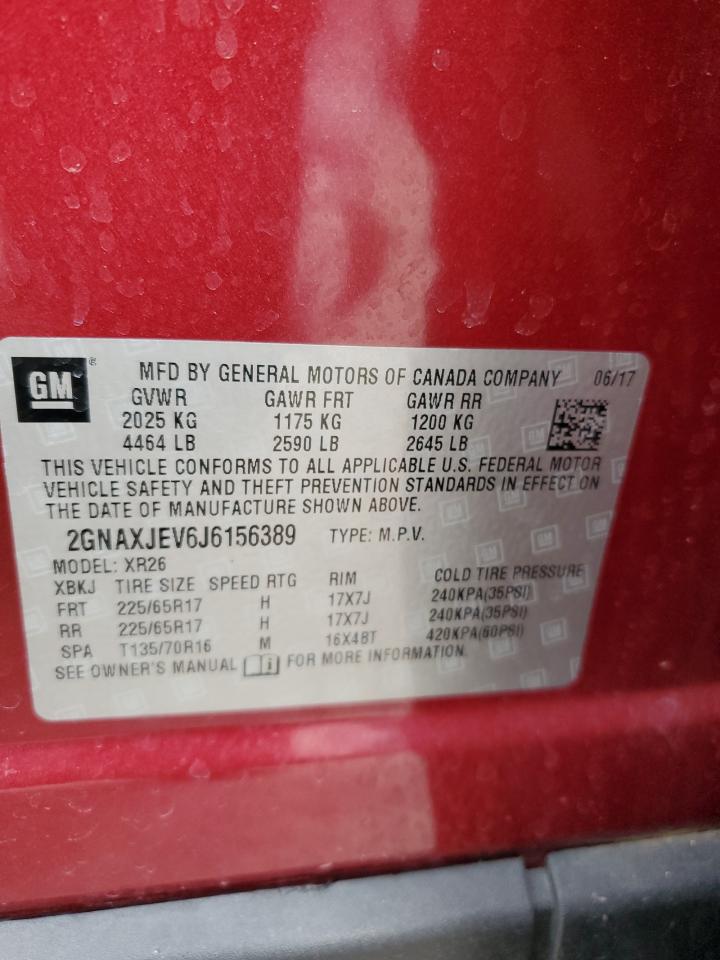 GM ®
MFD BY GENERAL MOTORS OF CANADA COMPANY 06/17
GVWR GAWR FRT GAWR RR
2025 KG 1175 KG 1200 KG
4464 LB 2590 LB 2645 LB
THIS VEHICLE CONFORMS TO ALL APPLICABLE U.S. FEDERAL MOTOR
VEHICLE SAFETY AND THEFT PREVENTION STANDARDS IN EFFECT ON
THE DATE OF MANUFACTURE SHOWN ABOVE.
2GNAXJEV6J6156389 TYPE: M.P.V.
MODEL: XR26
XBKJ TIRE SIZE SPEED RTG RIM COLD TIRE PRESSURE
FRT 225/65R17 H 17X7J 240KPA(35PSI)
RR 225/65R17 H 17X7J 240KPA(35PSI)
SPA T135/70R16 M 16X4BT 420KPA(60PSI)
SEE OWNER'S MANUAL FOR MORE INFORMATION.